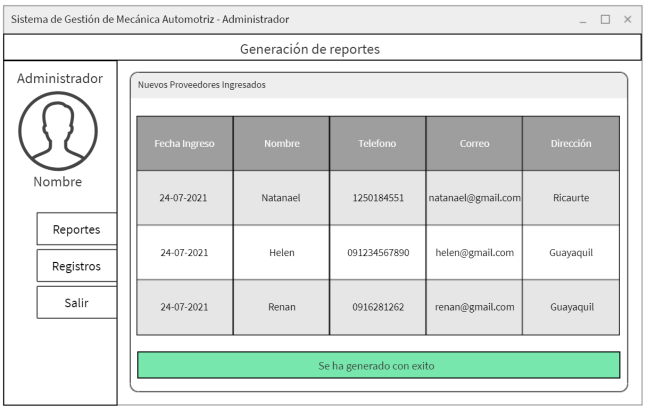 Sistema de Gestión de Mecánica Automotriz - Administrador
Generación de reportes
Administrador
Nombre
Reportes
Registros
Salir
Nuevos Proveedores Ingresados
Fecha Ingreso Nombre Telefono Correo Dirección
24-07-2021 Natanael 1250184551 natanael@gmail.com Ricaurte
24-07-2021 Helen 091234567890 helen@gmail.com Guayaquil
24-07-2021 Renan 0916281262 renan@gmail.com Guayaquil
Se ha generado con exito